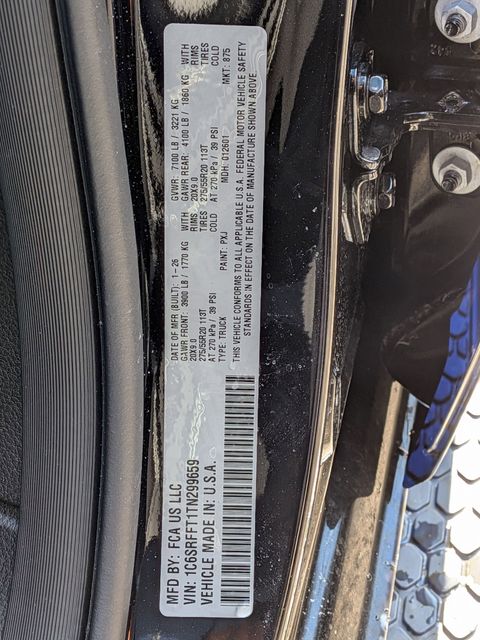 MFD BY: FCA US LLC
VIN: 1C6SRFFT1TN299659
VEHICLE MADE IN: U.S.A.
DATE OF MFR (BUILT): 1-26
GAWR FRONT: 3900 LB / 1770 KG WITH
20X9.0 RIMS
275/55R20 113T TIRES
AT 270 kPa / 39 PSI COLD
TYPE: TRUCK PAINT: PXJ
GVWR: 7100 LB / 3221 KG
GAWR REAR: 4100 LB / 1860 KG WITH
20X9.0 RIMS
275/55R20 113T TIRES
AT 270 kPa / 39 PSI COLD
MDH: 012601 MKT: 875
THIS VEHICLE CONFORMS TO ALL APPLICABLE U.S.A. FEDERAL MOTOR VEHICLE SAFETY
STANDARDS IN EFFECT ON THE DATE OF MANUFACTURE SHOWN ABOVE.